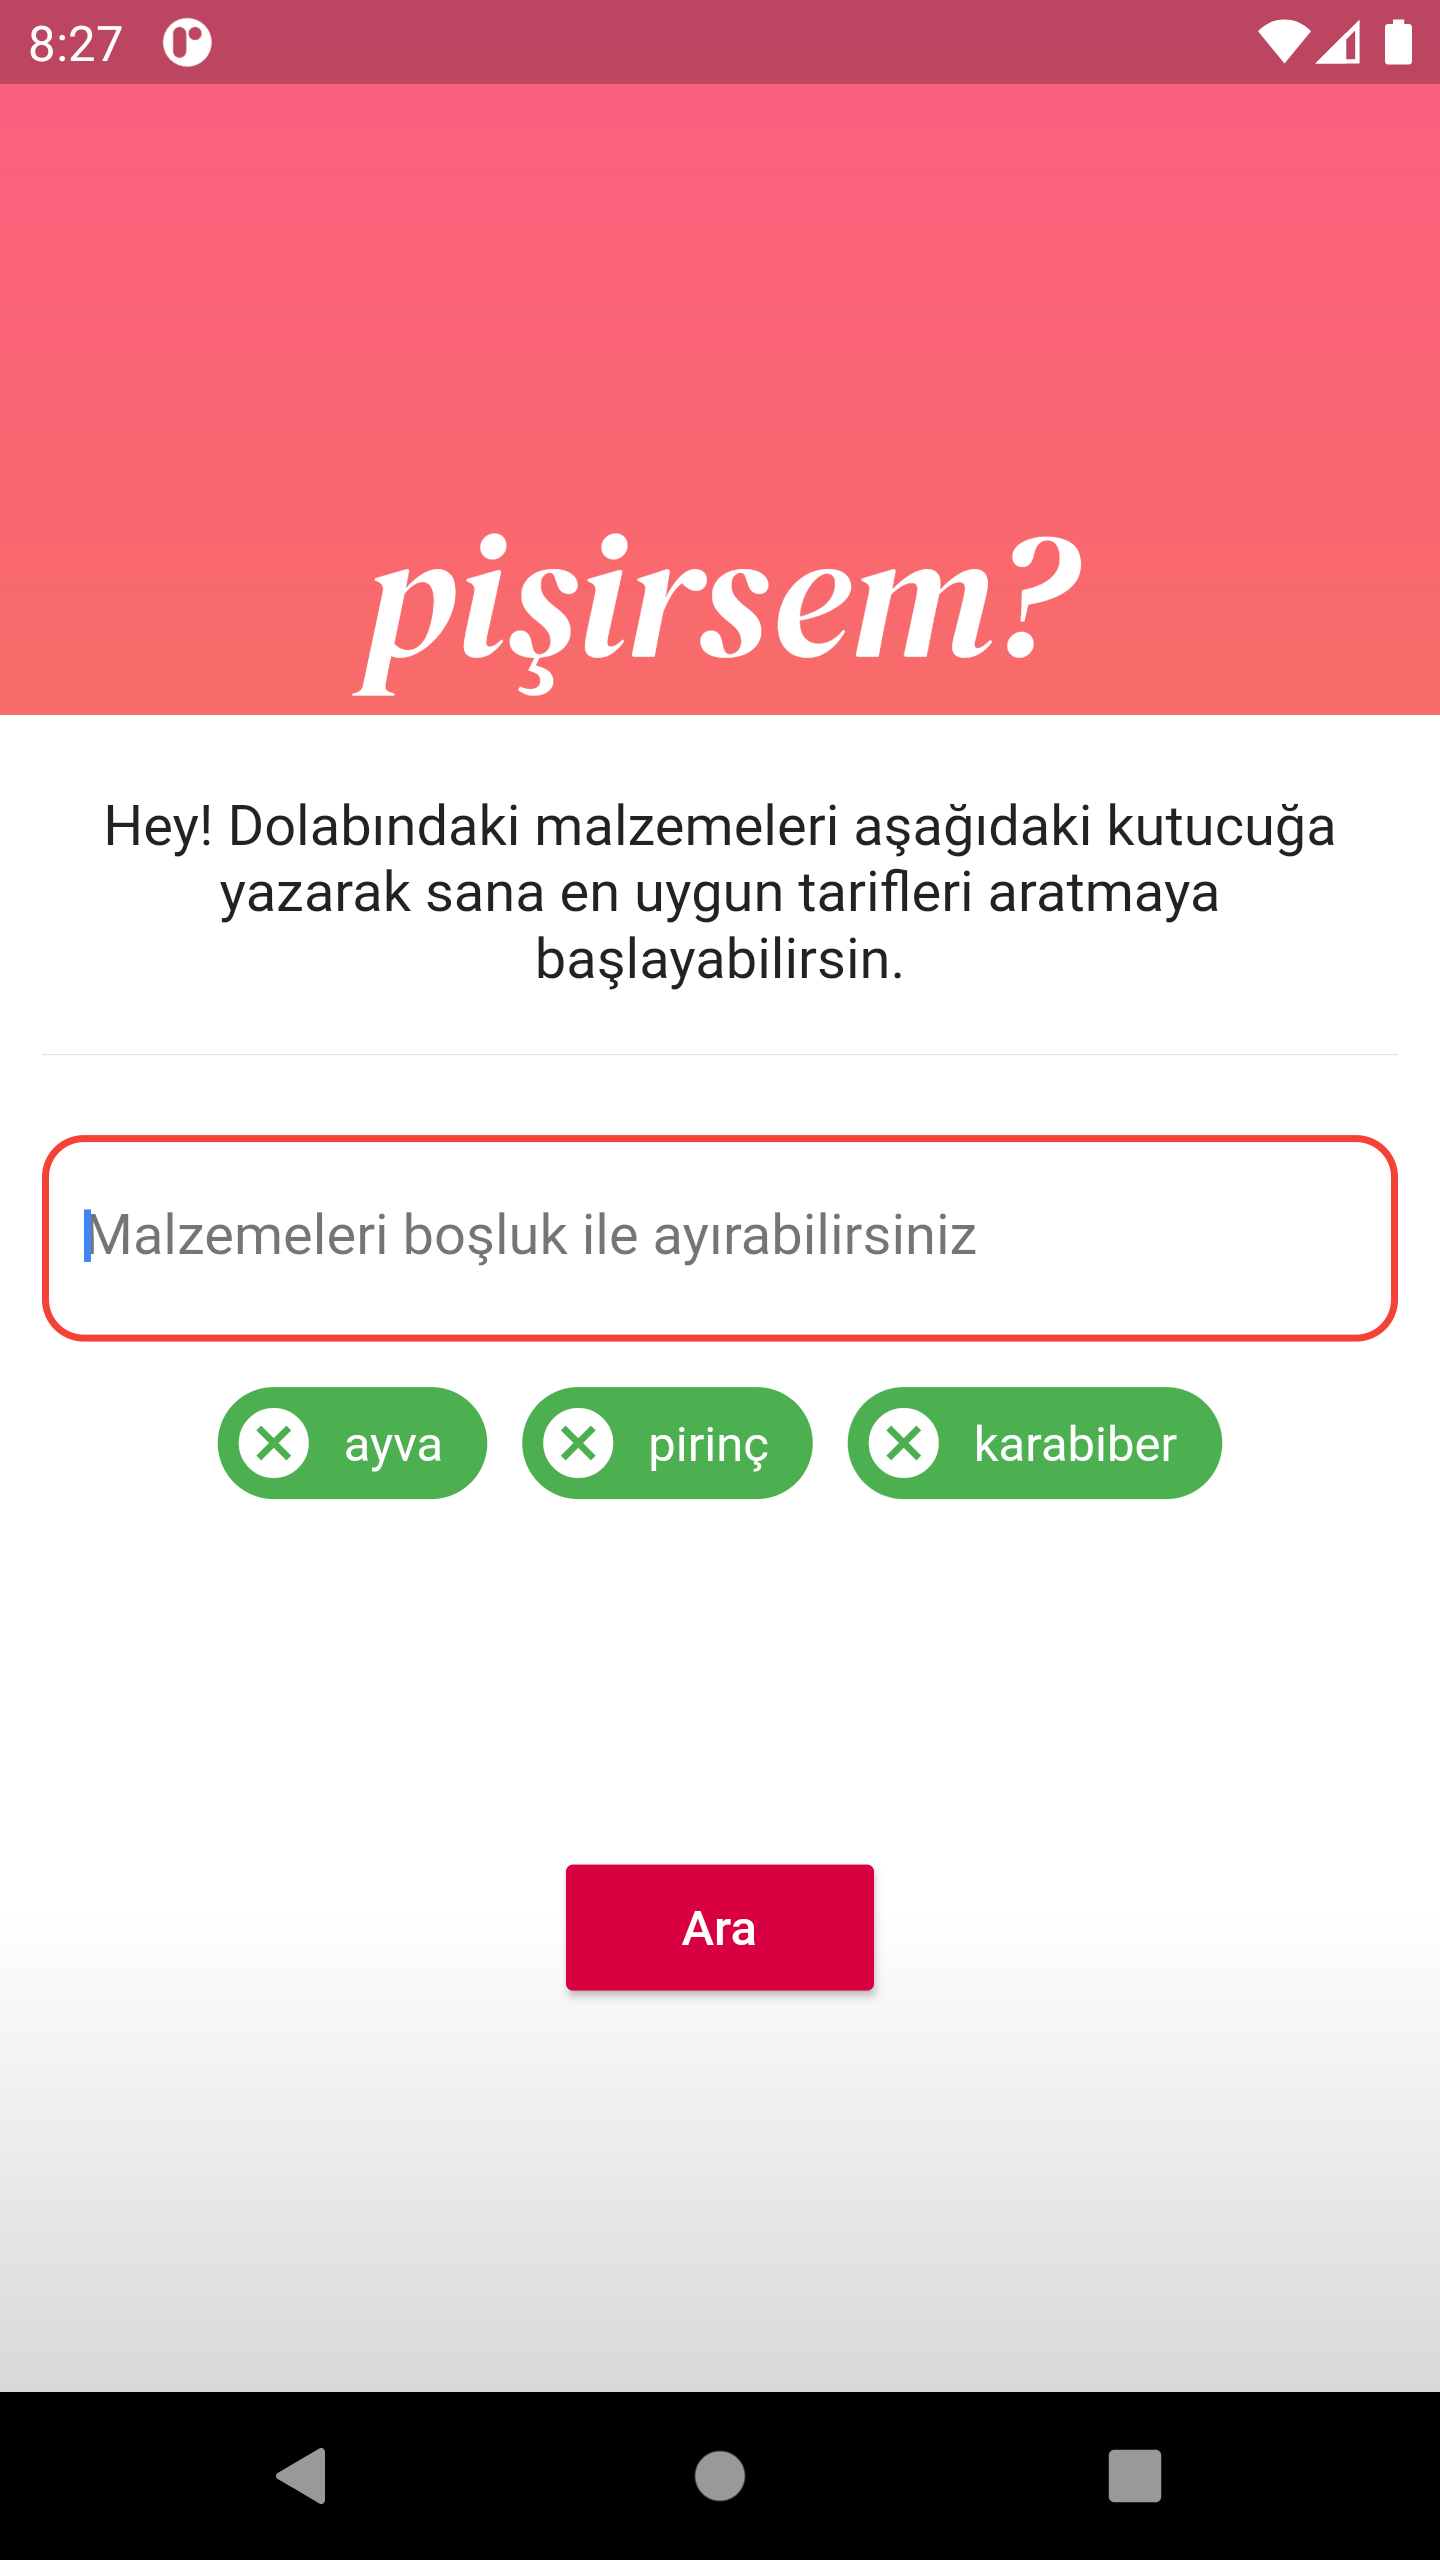 8:27
pişirsem?
Hey! Dolabındaki malzemeleri aşağıdaki kutucuğa
yazarak sana en uygun tarifleri aratmaya
başlayabilirsin.
Malzemeleri boşluk ile ayırabilirsiniz
ayva pirinç karabiber
Ara